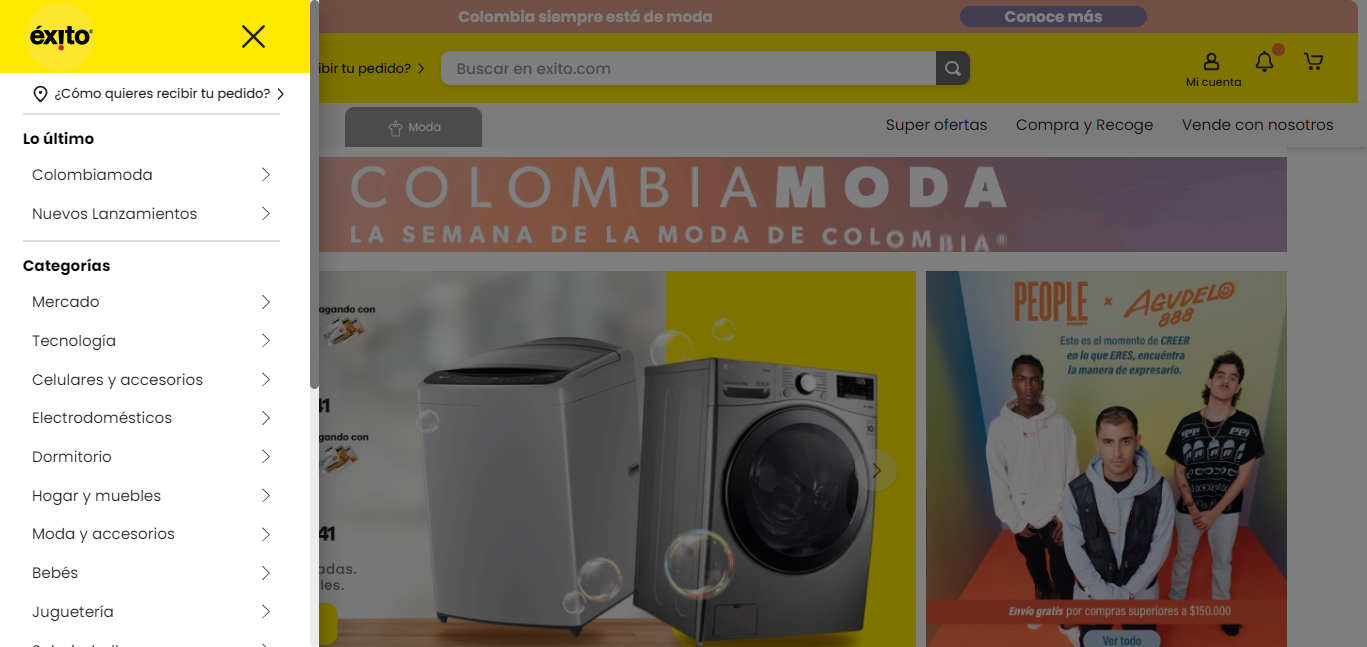 éxito
¿Cómo quieres recibir tu pedido?
Lo último
Colombiamoda
Nuevos Lanzamientos
Categorías
Mercado
Tecnología
Celulares y accesorios
Electrodomésticos
Dormitorio
Hogar y muebles
Moda y accesorios
Bebés
Juguetería
Colombia siempre está de moda
Conoce más
ibir tu pedido?
Buscar en exito.com
Mi cuenta
Moda
Super ofertas
Compra y Recoge
Vende con nosotros
COLOMBIAMODA
LA SEMANA DE LA MODA DE COLOMBIA®
agando con
41
agando con
41
adas.
les.
PEOPLE x AGUDELO
888
Este es el momento de CREER
en lo que ERES, encuéntra
la manera de expresarlo.
Envío gratis por compras superiores a $150.000
Ver todo